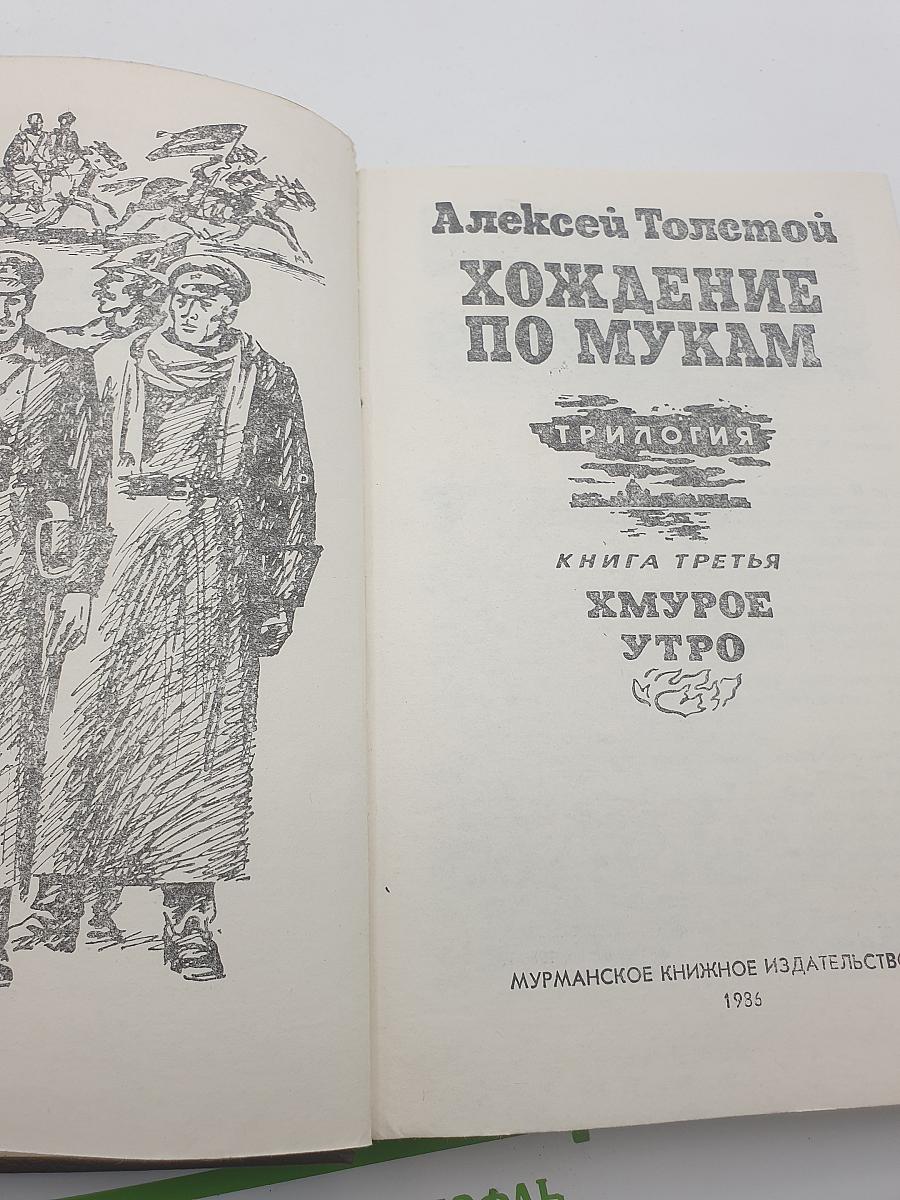 Алексей Толстой
ХОЖДЕНИЕ
ПО МУКАМ
ТРИЛОГИЯ
КНИГА ТРЕТЬЯ
ХМУРОЕ
УТРО
МУРМАНСКОЕ КНИЖНОЕ ИЗДАТЕЛЬСТВО
1986